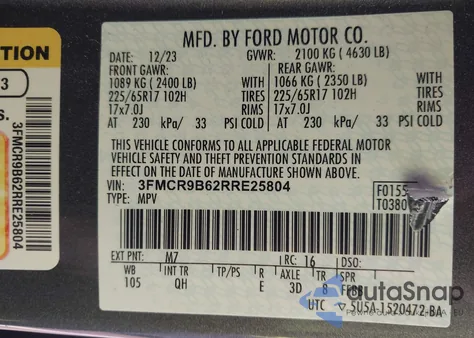 MFD. BY FORD MOTOR CO.
DATE: 12/23 GVWR: 2100 KG ( 4630 LB)
FRONT GAWR: REAR GAWR:
1089 KG ( 2400 LB) WITH 1066 KG ( 2350 LB) WITH
225/65R17 102H TIRES 225/65R17 102H TIRES
17x7.0J RIMS 17x7.0J RIMS
AT 230 kPa/ 33 PSI COLD AT 230 kPa/ 33 PSI COLD
THIS VEHICLE CONFORMS TO ALL APPLICABLE FEDERAL MOTOR
VEHICLE SAFETY AND THEFT PREVENTION STANDARDS IN
EFFECT ON THE DATE OF MANUFACTURE SHOWN ABOVE.
VIN: 3FMCR9B62RRE25804
TYPE: MPV
F0155
T0380
EXT PNT: M7 RC: 16 DSO:
WB INT TR TP/PS R AXLE TR SPR
105 QH E 3D 8 FFBB
UTC ▽ 5U5A-1520472-BA
TION
3
s.
3FMCR9B62RRE25804
autoSnap